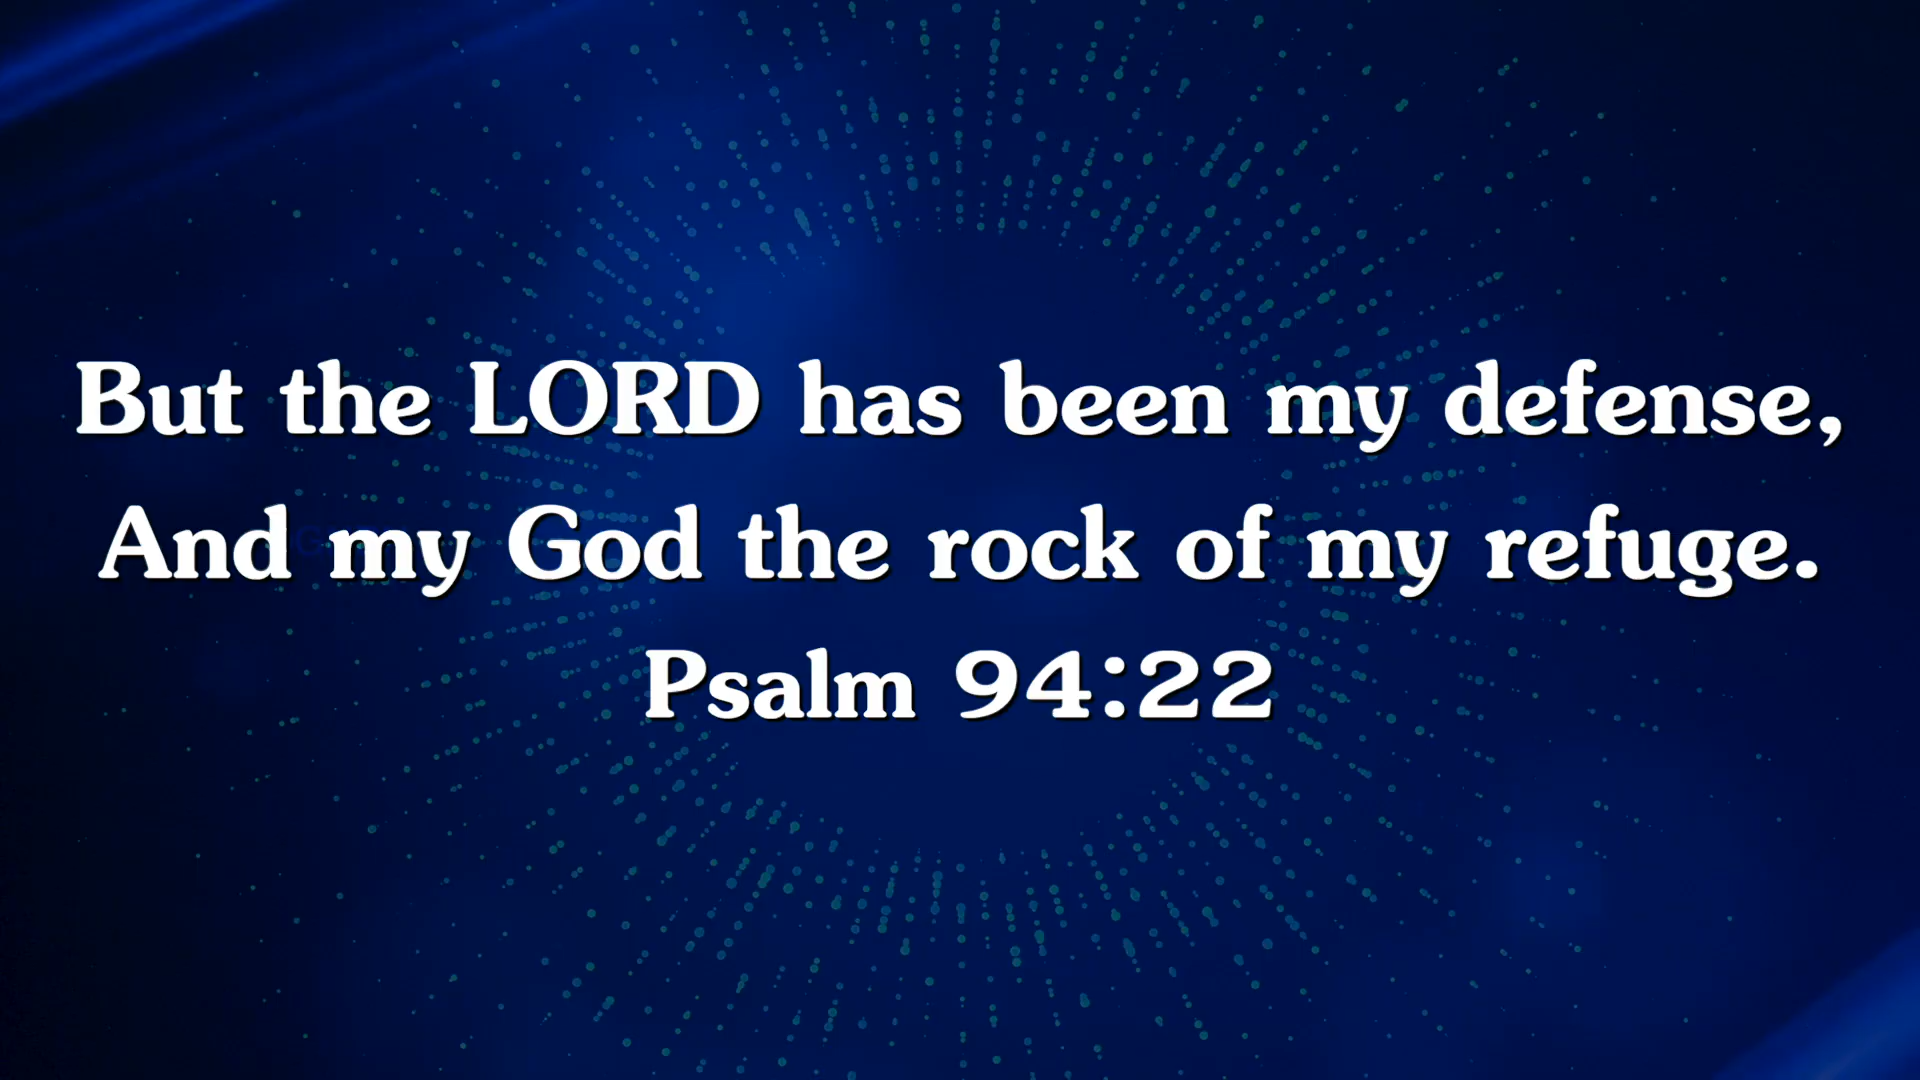 But the LORD has been my defense,
And my God the rock of my refuge.
Psalm 94:22